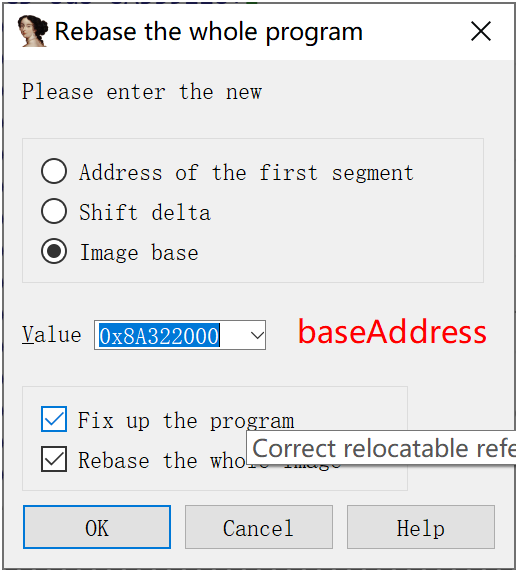 Rebase the whole program
Please enter the new
Address of the first segment
Shift delta
Image base
Value 0x8A322000 baseAddress
Fix up the program
Correct relocatable refe
Rebase the whole image
OK Cancel Help